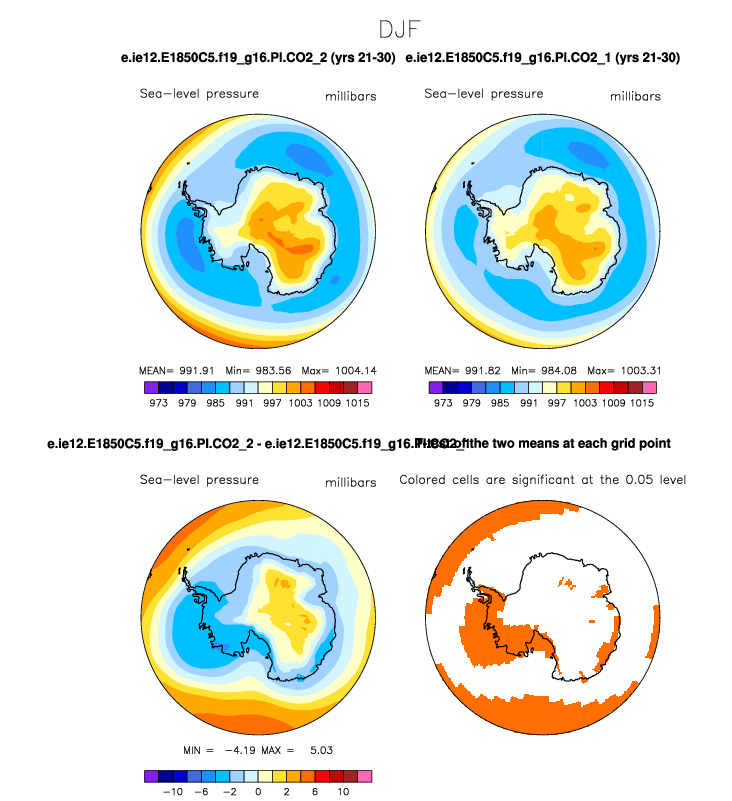 DJF
e.ie12.E1850C5.f19_g16.PI.CO2_2 (yrs 21-30) e.ie12.E1850C5.f19_g16.PI.CO2_1 (yrs 21-30)
Sea-level pressure millibars Sea-level pressure millibars
MEAN= 991.91 Min= 983.56 Max= 1004.14 MEAN= 991.82 Min= 984.08 Max= 1003.31
973 979 985 991 997 1003 1009 1015 973 979 985 991 997 1003 1009 1015
e.ie12.E1850C5.f19_g16.PI.CO2_2 - e.ie12.E1850C5.f19_g16.PI.CO2_ of the two means at each grid point
Sea-level pressure millibars Colored cells are significant at the 0.05 level
MIN = -4.19 MAX = 5.03
-10 -6 -2 0 2 6 10